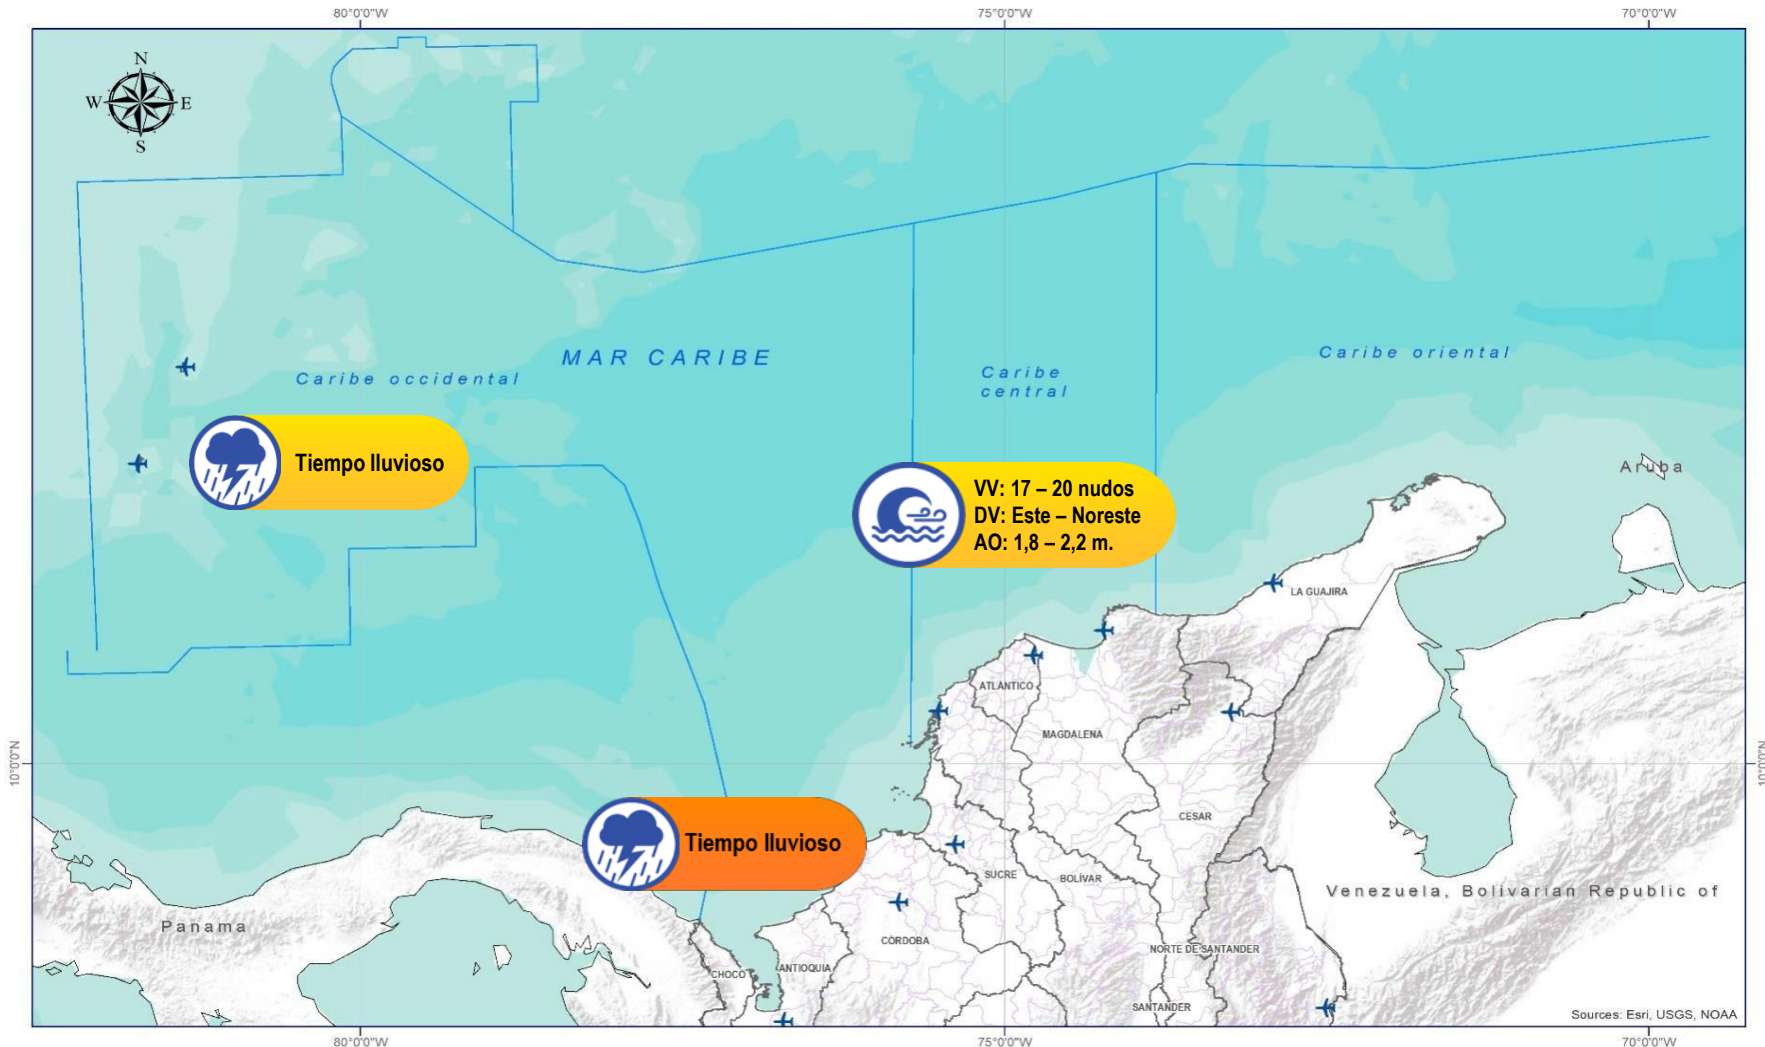 80°0'0"W 75°0'0"W 70°0'0"W
N
W E
S
MAR CARIBE
Caribe occidental
Caribe
central
Caribe oriental
Tiempo lluvioso
VV: 17 – 20 nudos
DV: Este – Noreste
AO: 1,8 – 2,2 m.
Aruba
LA GUAJIRA
ATLANTICO
MAGDALENA
10°0'0"N 10°0'0"N
CESAR
Tiempo lluvioso
SUCRE
BOLÍVAR
Venezuela, Bolivarian Republic of
Panama
CÓRDOBA
NORTE DE SANTANDER
CHOCO
ANTIOQUIA
SANTANDER
Sources: Esri, USGS, NOAA
80°0'0"W 75°0'0"W 70°0'0"W